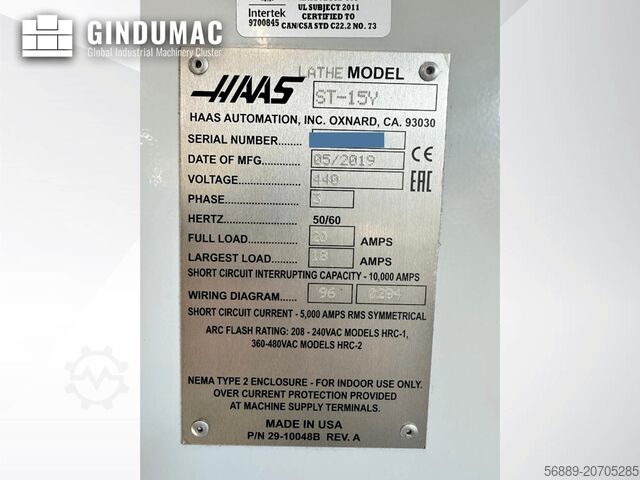 GINDUMAC
Global Industrial Machinery Cluster
Intertek
9700845
UL SUBJECT 2011
CERTIFIED TO
CAN/CSA STD C22.2 NO. 73
HAAS
LATHE MODEL
ST-15Y
HAAS AUTOMATION, INC. OXNARD, CA. 93030
SERIAL NUMBER........
DATE OF MFG........... 05/2019 CE
VOLTAGE................. 440 EAC
PHASE.................... 3
HERTZ.................... 50/60
FULL LOAD.............. 20 AMPS
LARGEST LOAD........ 18 AMPS
SHORT CIRCUIT INTERRUPTING CAPACITY - 10,000 AMPS
WIRING DIAGRAM....... 96 0284
SHORT CIRCUIT CURRENT - 5,000 AMPS RMS SYMMETRICAL
ARC FLASH RATING: 208 - 240VAC MODELS HRC-1,
360-480VAC MODELS HRC-2
NEMA TYPE 2 ENCLOSURE - FOR INDOOR USE ONLY.
OVER CURRENT PROTECTION PROVIDED
AT MACHINE SUPPLY TERMINALS.
MADE IN USA
P/N 29-10048B REV. A
56889-20705285